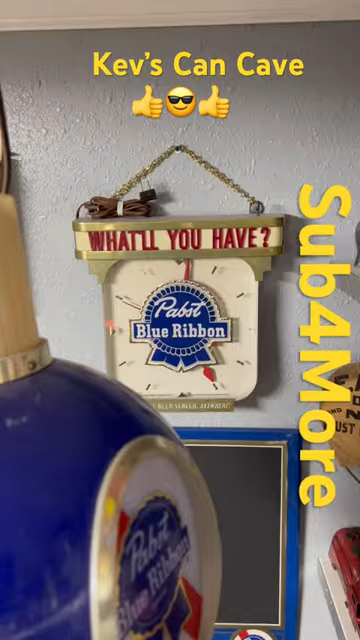 Kev's Can Cave
👍😎👍
WHAT'LL YOU HAVE?
Pabst
Blue Ribbon
Sub4More
Pabst
Blue Ribbon